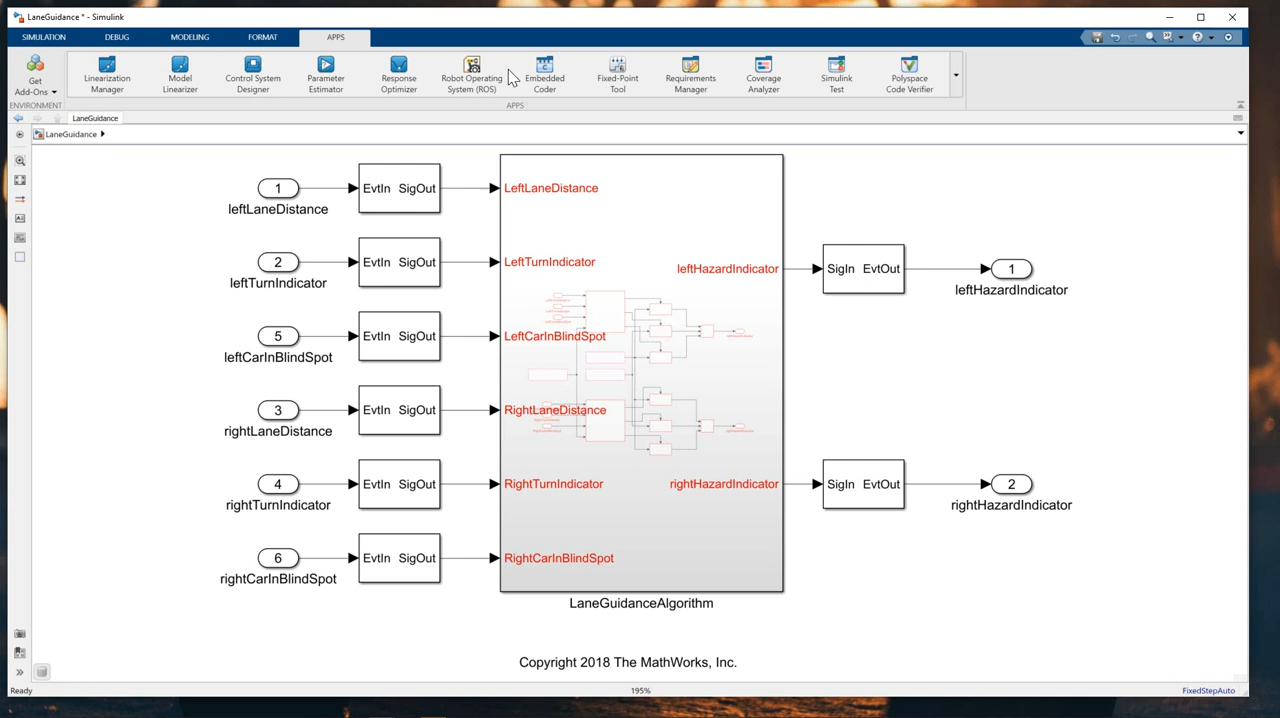 LaneGuidance * - Simulink
SIMULATION DEBUG MODELING FORMAT APPS
Get Add-Ons
Linearization Manager
Model Linearizer
Control System Designer
Parameter Estimator
Response Optimizer
Robot Operating System (ROS)
Embedded Coder
Fixed-Point Tool
Requirements Manager
Coverage Analyzer
Simulink Test
Polyspace Code Verifier
ENVIRONMENT
APPS
LaneGuidance
LaneGuidance
1
leftLaneDistance
EvtIn SigOut
LeftLaneDistance
2
leftTurnIndicator
EvtIn SigOut
LeftTurnIndicator
leftHazardIndicator
SigIn EvtOut
1
leftHazardIndicator
5
leftCarInBlindSpot
EvtIn SigOut
LeftCarInBlindSpot
3
rightLaneDistance
EvtIn SigOut
RightLaneDistance
4
rightTurnIndicator
EvtIn SigOut
RightTurnIndicator
rightHazardIndicator
SigIn EvtOut
2
rightHazardIndicator
6
rightCarInBlindSpot
EvtIn SigOut
RightCarInBlindSpot
LaneGuidanceAlgorithm
Copyright 2018 The MathWorks, Inc.
Ready
195%
FixedStepAuto